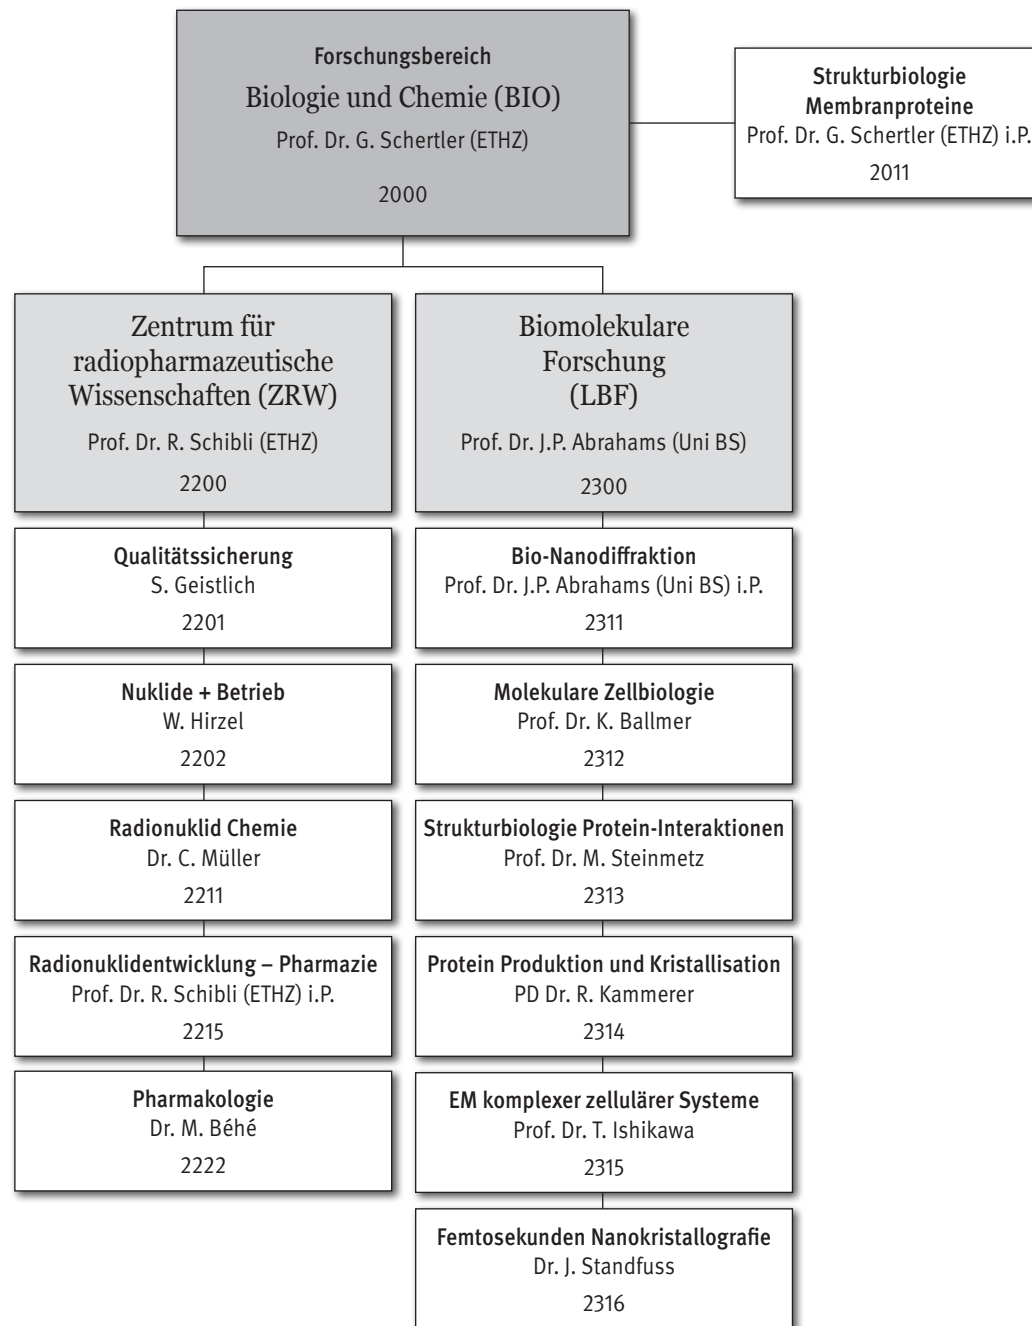 Forschungsbereich
Biologie und Chemie (BIO)
Prof. Dr. G. Schertler (ETHZ)
2000
Strukturbiologie
Membranproteine
Prof. Dr. G. Schertler (ETHZ) i.P.
2011
Zentrum für
radiopharmazeutische
Wissenschaften (ZRW)
Prof. Dr. R. Schibli (ETHZ)
2200
Qualitätssicherung
S. Geistlich
2201
Nuklide + Betrieb
W. Hirzel
2202
Radionuklid Chemie
Dr. C. Müller
2211
Radionuklidentwicklung – Pharmazie
Prof. Dr. R. Schibli (ETHZ) i.P.
2215
Pharmakologie
Dr. M. Béhé
2222
Biomolekulare
Forschung
(LBF)
Prof. Dr. J.P. Abrahams (Uni BS)
2300
Bio-Nanodiffraktion
Prof. Dr. J.P. Abrahams (Uni BS) i.P.
2311
Molekulare Zellbiologie
Prof. Dr. K. Ballmer
2312
Strukturbiologie Protein-Interaktionen
Prof. Dr. M. Steinmetz
2313
Protein Produktion und Kristallisation
PD Dr. R. Kammerer
2314
EM komplexer zellulärer Systeme
Prof. Dr. T. Ishikawa
2315
Femtosekunden Nanokristallografie
Dr. J. Standfuss
2316